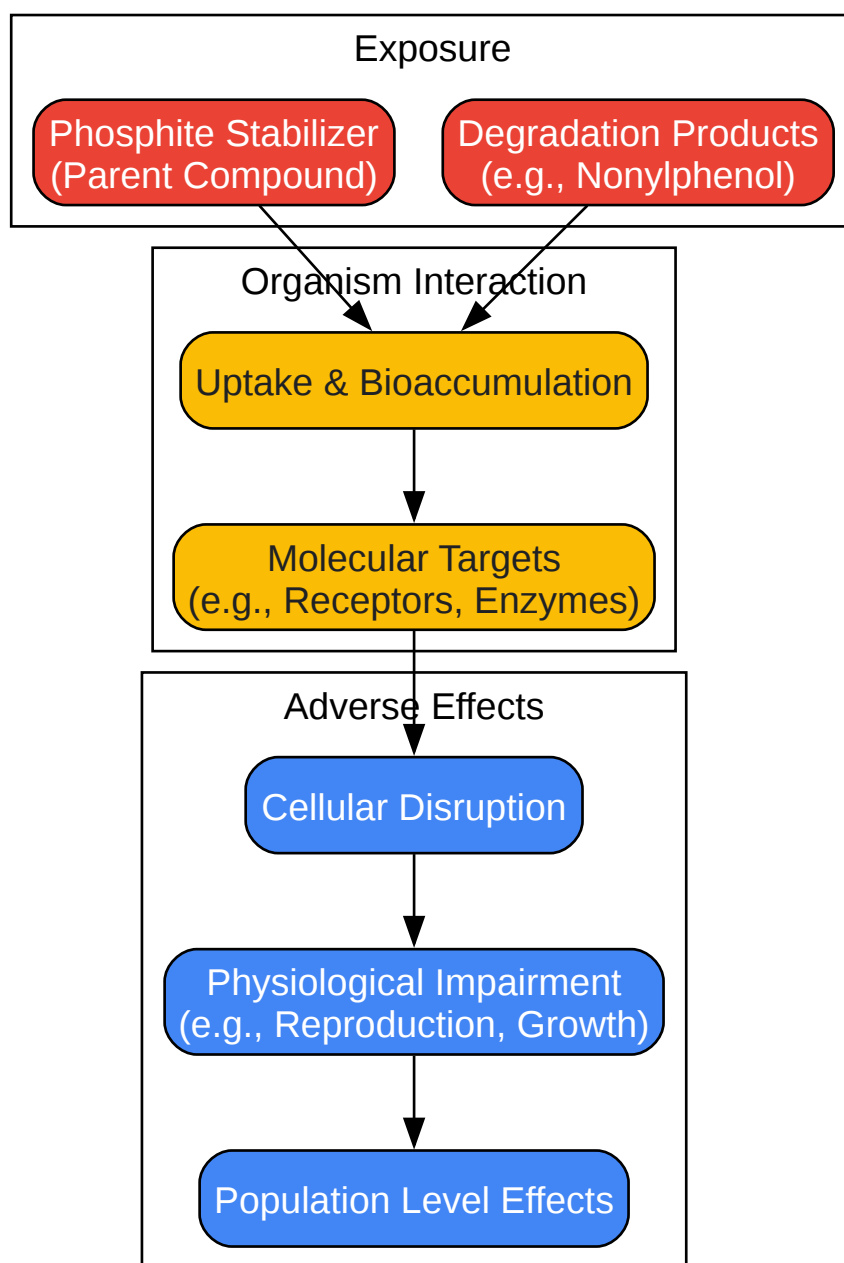 Exposure
Phosphite Stabilizer
(Parent Compound)
Degradation Products
(e.g., Nonylphenol)
Organism Interaction
Uptake & Bioaccumulation
Molecular Targets
(e.g., Receptors, Enzymes)
Adverse Effects
Cellular Disruption
Physiological Impairment
(e.g., Reproduction, Growth)
Population Level Effects